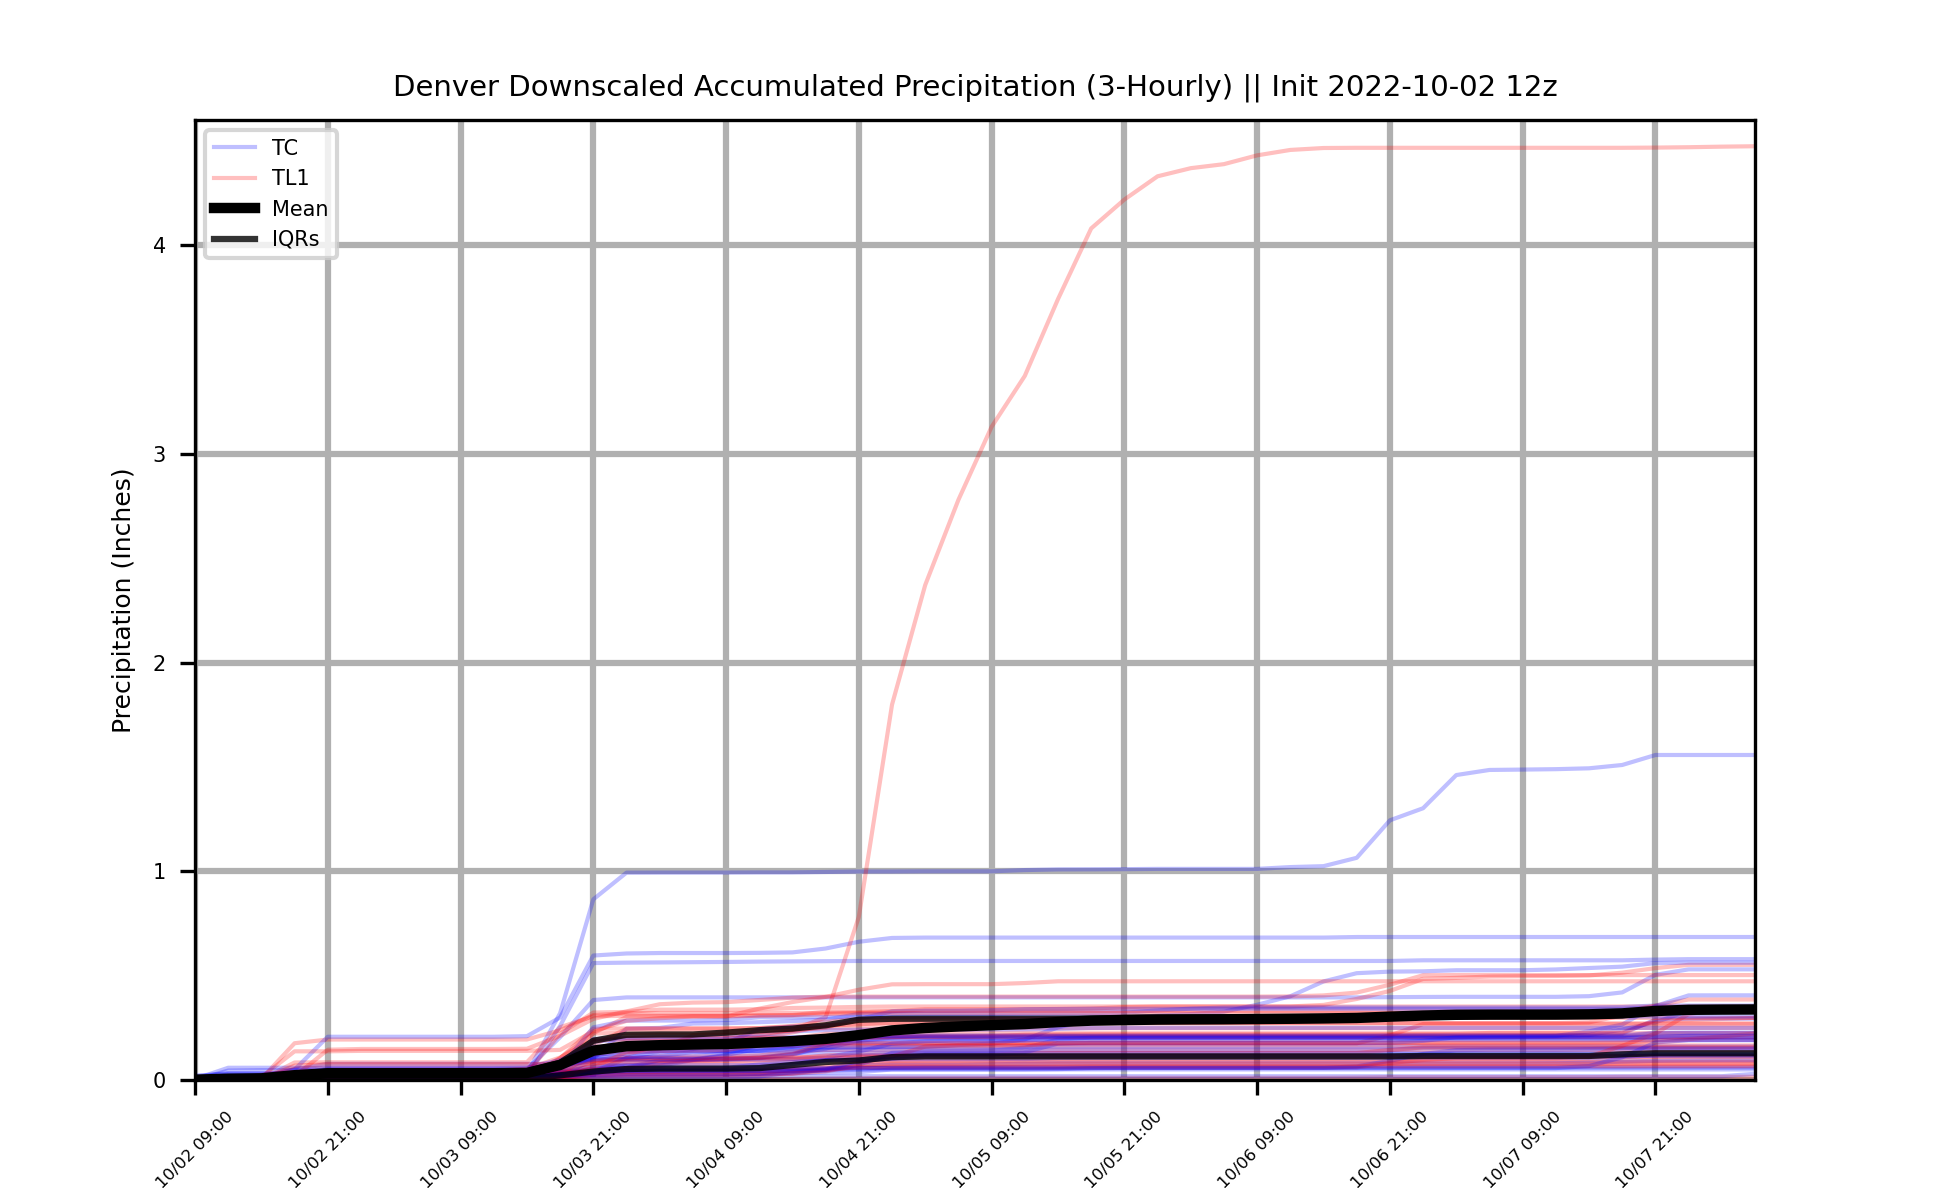 Denver Downscaled Accumulated Precipitation (3-Hourly) || Init 2022-10-02 12z
TC
TL1
Mean
IQRs
Precipitation (Inches)
4
3
2
1
0
10/02 09:00
10/02 21:00
10/03 09:00
10/03 21:00
10/04 09:00
10/04 21:00
10/05 09:00
10/05 21:00
10/06 09:00
10/06 21:00
10/07 09:00
10/07 21:00